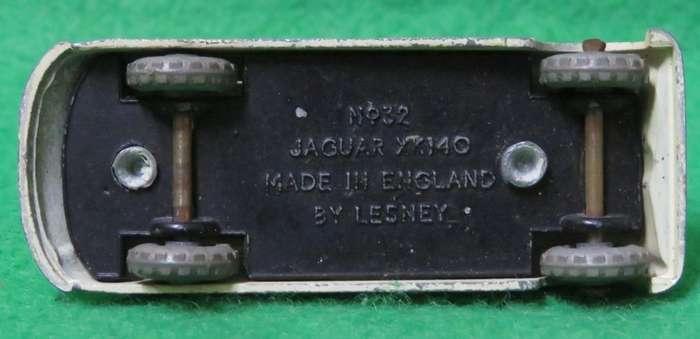 Nº32
JAGUAR XK140
MADE IN ENGLAND
BY LESNEY